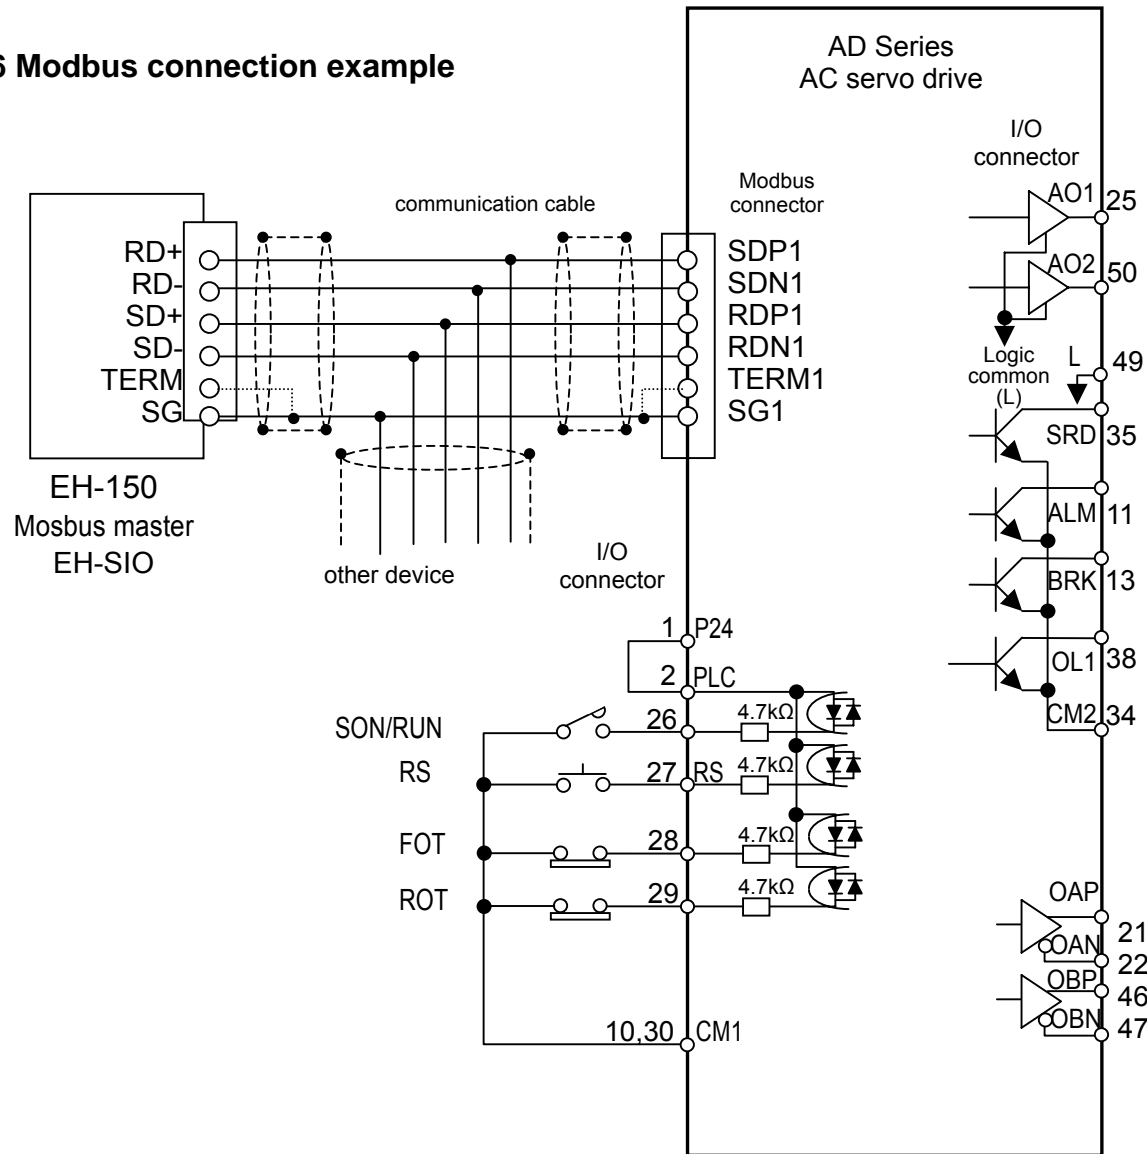 6 Modbus connection example
AD Series
AC servo drive
I/O
connector
Modbus
connector
communication cable
RD+
RD-
SD+
SD-
TERM
SG
SDP1
SDN1
RDP1
RDN1
TERM1
SG1
AO1
25
AO2
50
Logic
common
(L)
L
49
SRD
35
ALM
11
BRK
13
OL1
38
CM2
34
EH-150
Mosbus master
EH-SIO
other device
I/O
connector
1
P24
2
PLC
SON/RUN
26
4.7kΩ
RS
27
RS
4.7kΩ
FOT
28
4.7kΩ
ROT
29
4.7kΩ
10,30
CM1
OAP
21
OAN
22
OBP
46
OBN
47